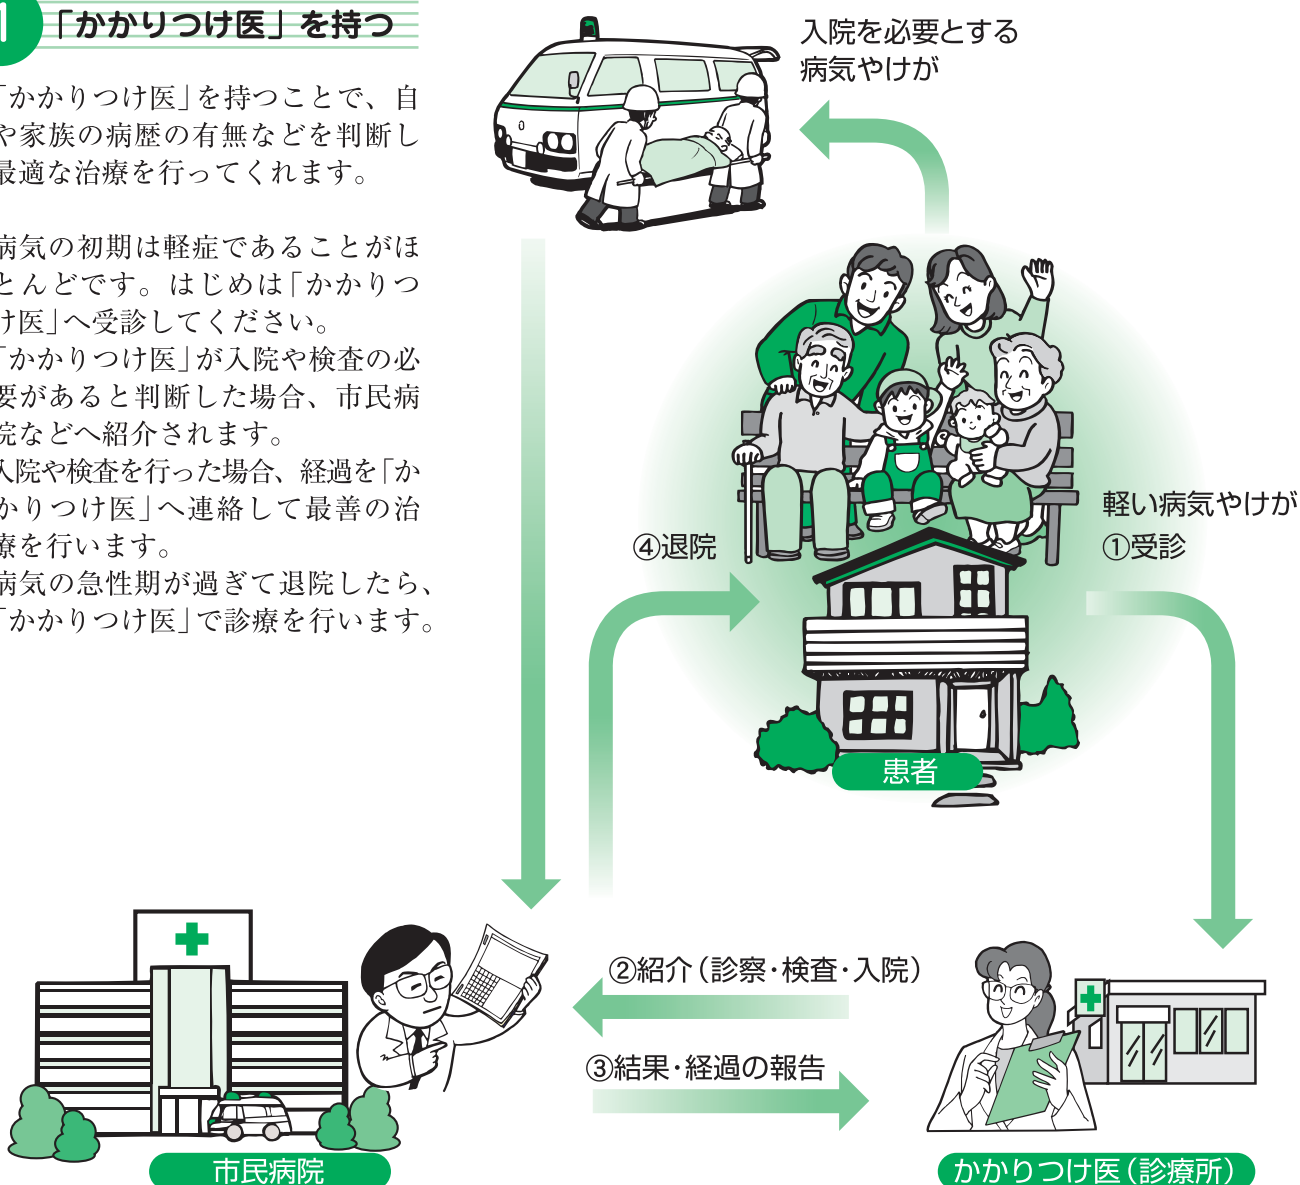 1 「かかりつけ医」を持つ
「かかりつけ医」を持つことで、自
や家族の病歴の有無などを判断し
最適な治療を行ってくれます。
病気の初期は軽症であることがほ
とんどです。はじめは「かかりつ
け医」へ受診してください。
「かかりつけ医」が入院や検査の必
要があると判断した場合、市民病
院などへ紹介されます。
入院や検査を行った場合、経過を「か
かりつけ医」へ連絡して最善の治
療を行います。
病気の急性期が過ぎて退院したら、
「かかりつけ医」で診療を行います。
入院を必要とする
病気やけが
軽い病気やけが
①受診
④退院
患者
②紹介（診察・検査・入院）
③結果・経過の報告
市民病院
かかりつけ医（診療所）